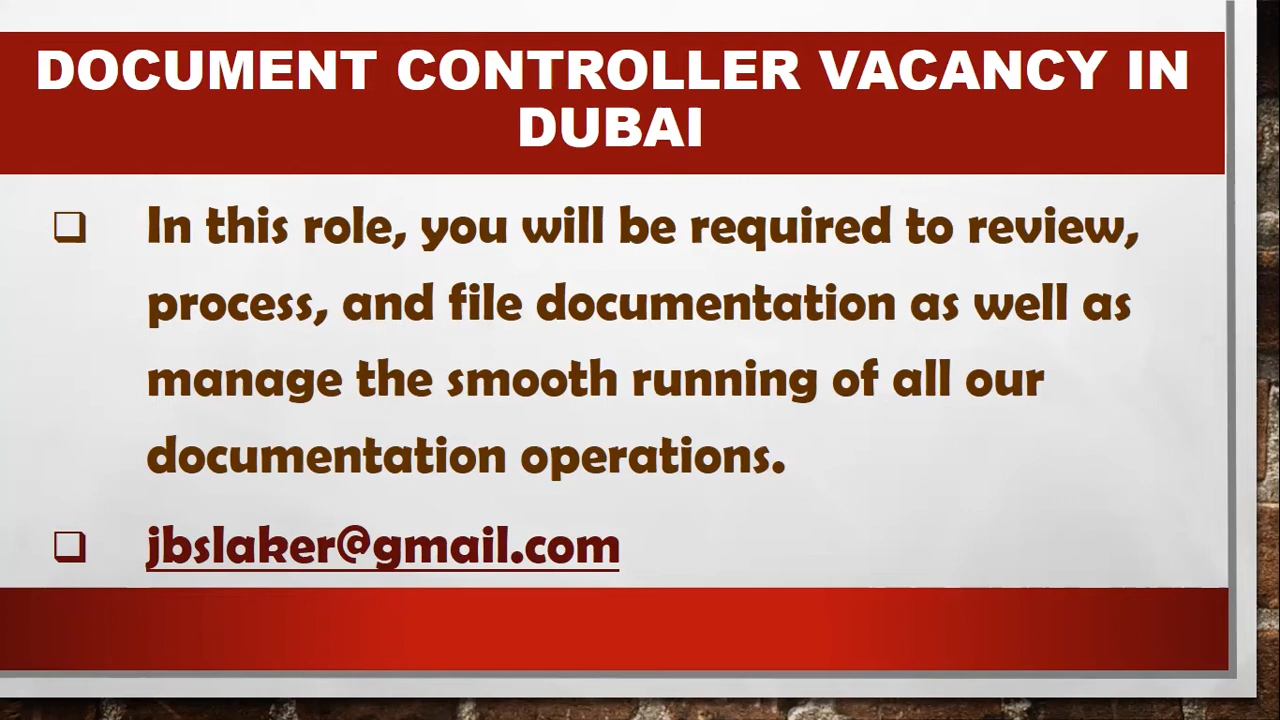 DOCUMENT CONTROLLER VACANCY IN
DUBAI
In this role, you will be required to review,
process, and file documentation as well as
manage the smooth running of all our
documentation operations.
jbslaker@gmail.com